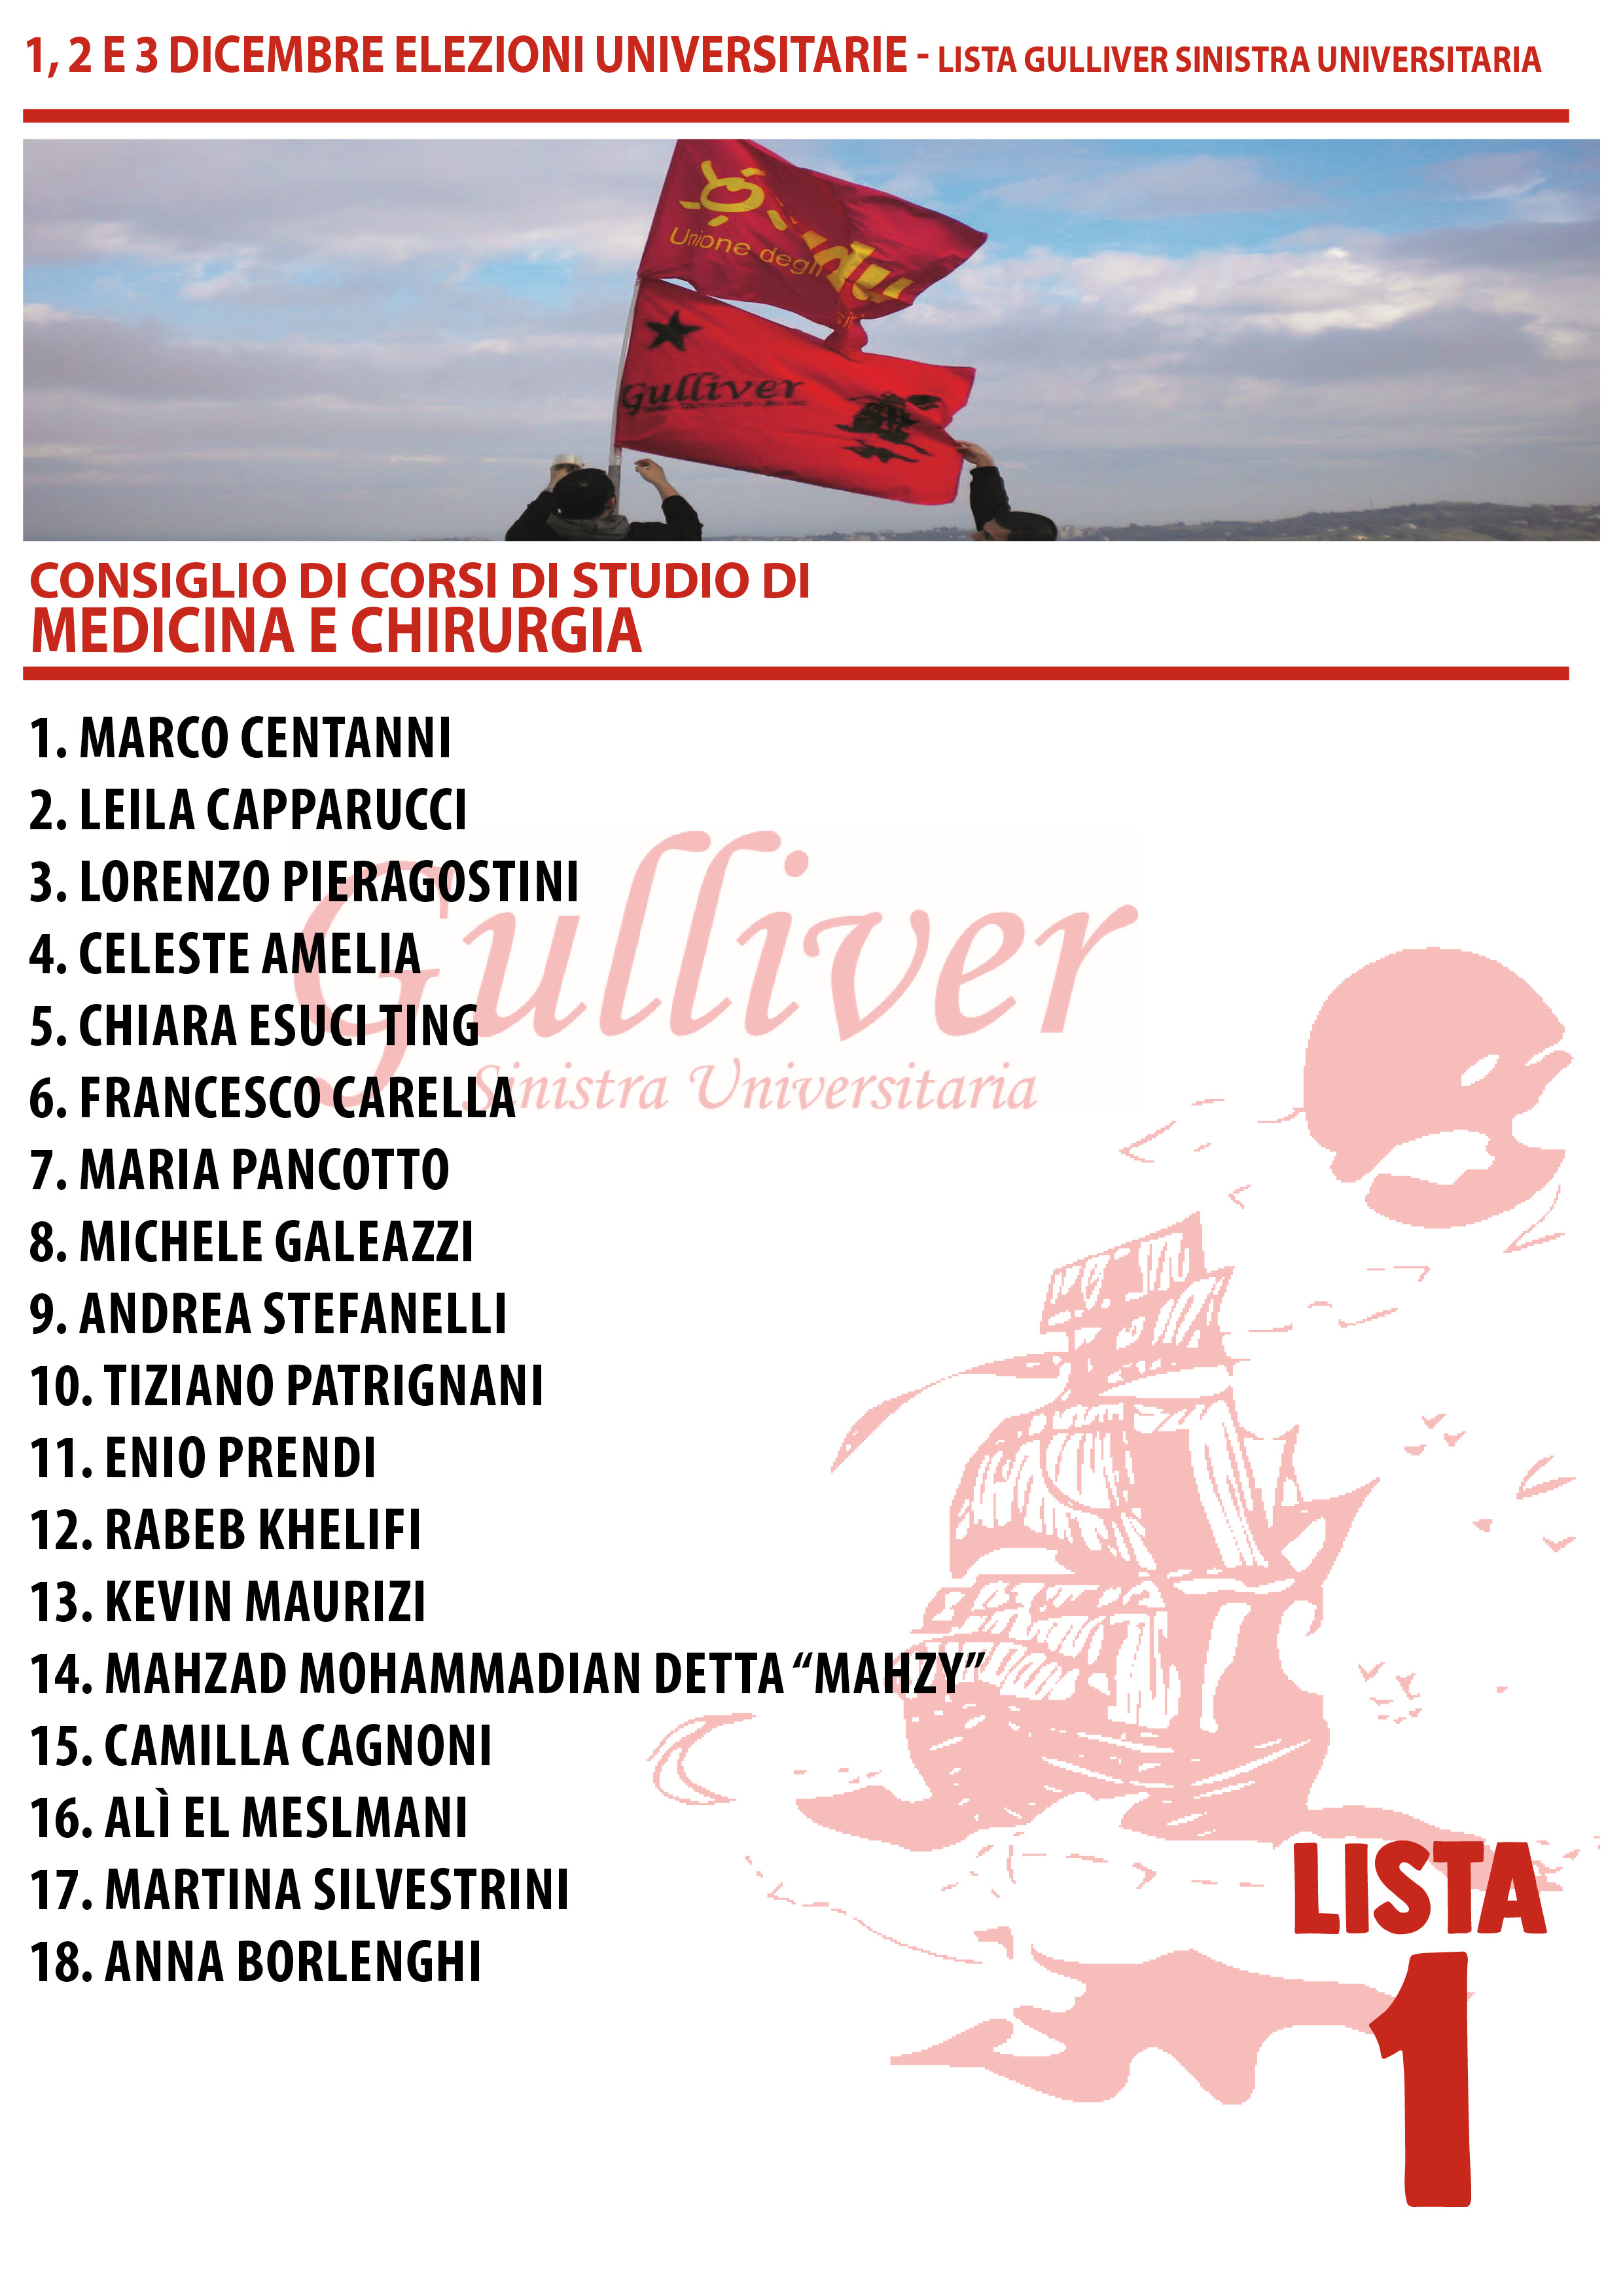 1, 2 E 3 DICEMBRE ELEZIONI UNIVERSITARIE - LISTA GULLIVER SINISTRA UNIVERSITARIA
Unione degli
Gulliver
CONSIGLIO DI CORSI DI STUDIO DI
MEDICINA E CHIRURGIA
1. MARCO CENTANNI
2. LEILA CAPPARUCCI
3. LORENZO PIERAGOSTINI
4. CELESTE AMELIA
5. CHIARA ESUCI TING
6. FRANCESCO CARELLA
7. MARIA PANCOTTO
8. MICHELE GALEAZZI
9. ANDREA STEFANELLI
10. TIZIANO PATRIGNANI
11. ENIO PRENDI
12. RABEB KHELIFI
13. KEVIN MAURIZI
14. MAHZAD MOHAMMADIAN DETTA “MAHZY”
15. CAMILLA CAGNONI
16. ALÌ EL MESLMANI
17. MARTINA SILVESTRINI
18. ANNA BORLENGHI
Gulliver
Sinistra Universitaria
LISTA
1